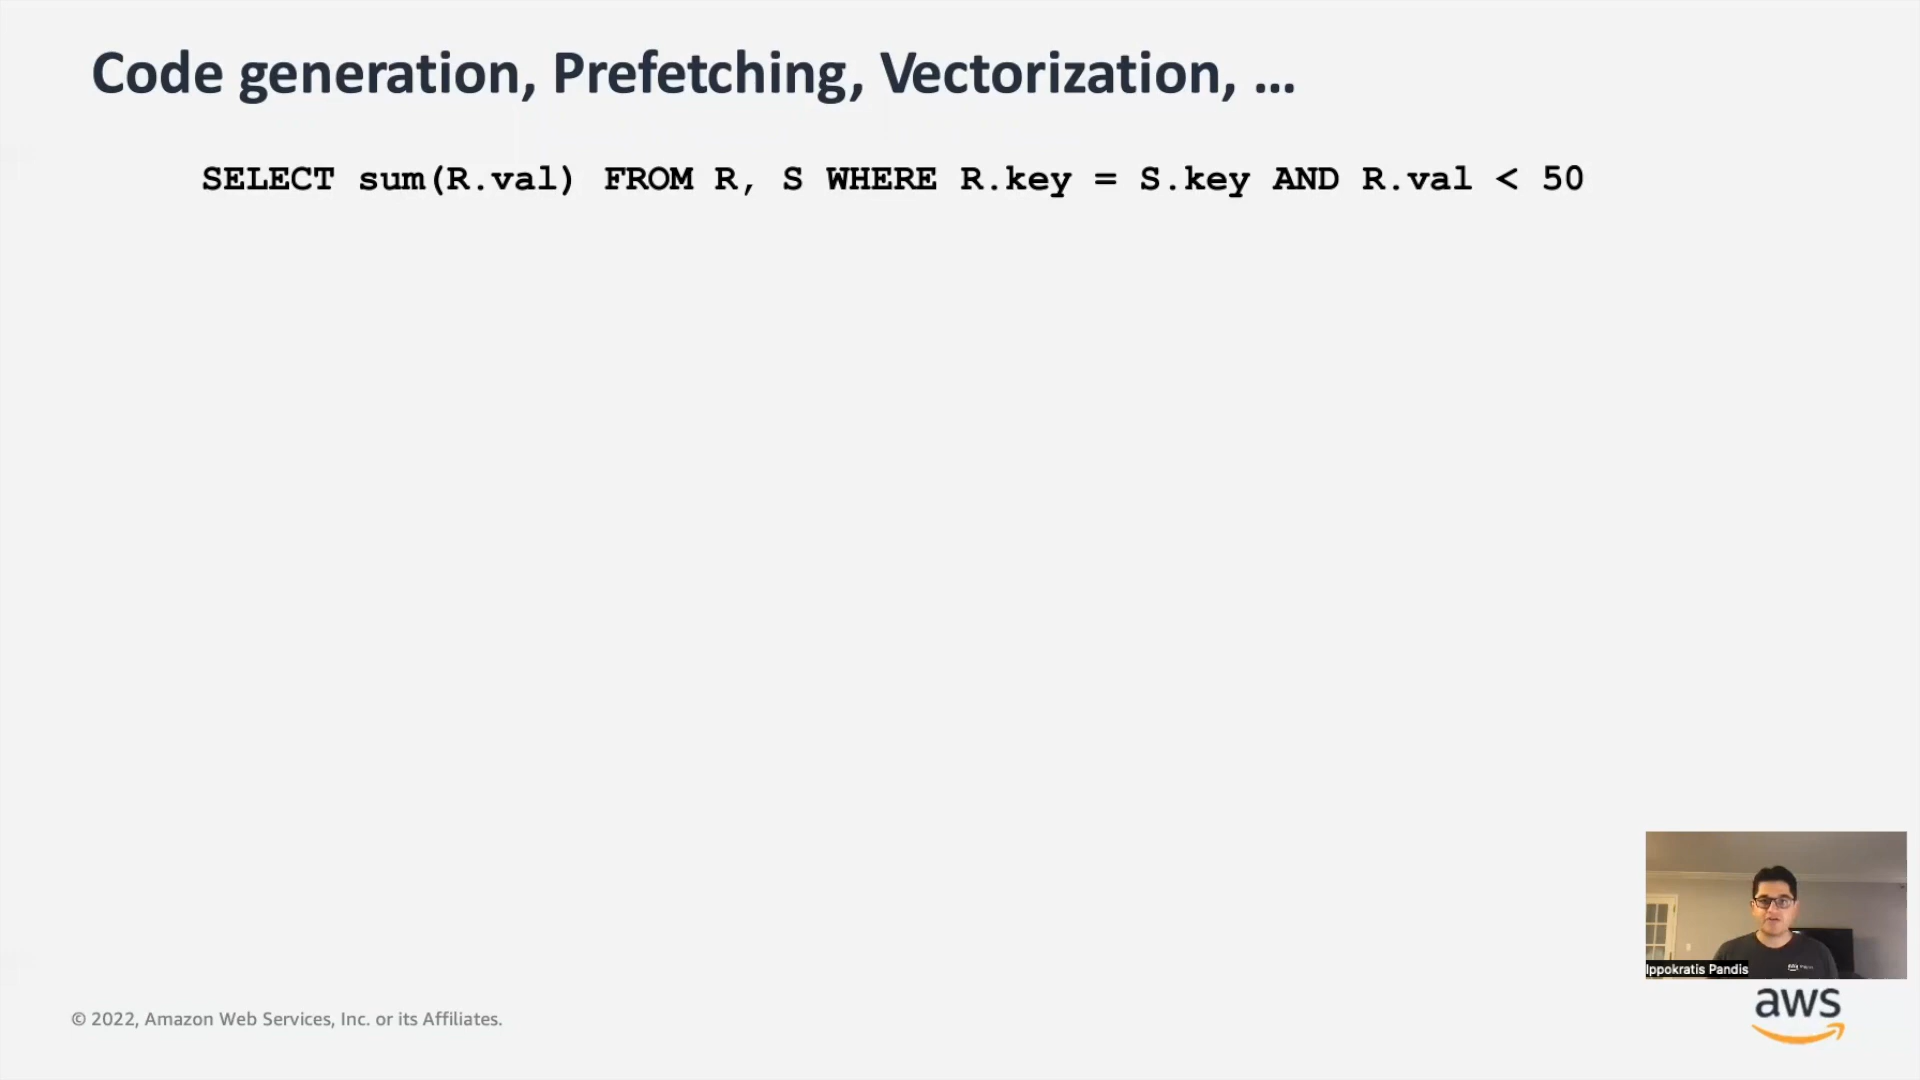 Code generation, Prefetching, Vectorization, ...
SELECT sum(R.val) FROM R, S WHERE R.key = S.key AND R.val < 50
Ippokratis Pandis
aws
© 2022, Amazon Web Services, Inc. or its Affiliates.